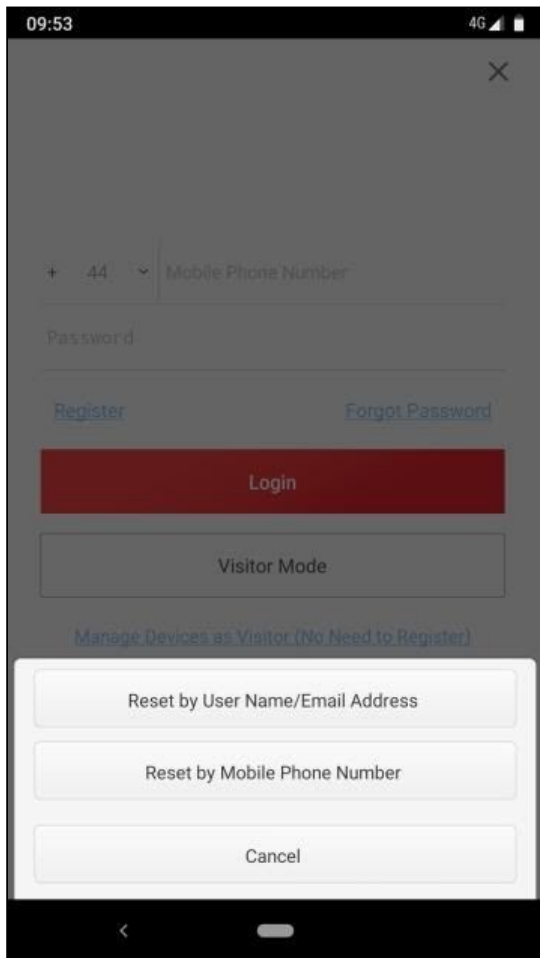 09:53 4G
+ 44 Mobile Phone Number
Password
Register Forgot Password
Login
Visitor Mode
Manage Devices as Visitor (No Need to Register)
Reset by User Name/Email Address
Reset by Mobile Phone Number
Cancel